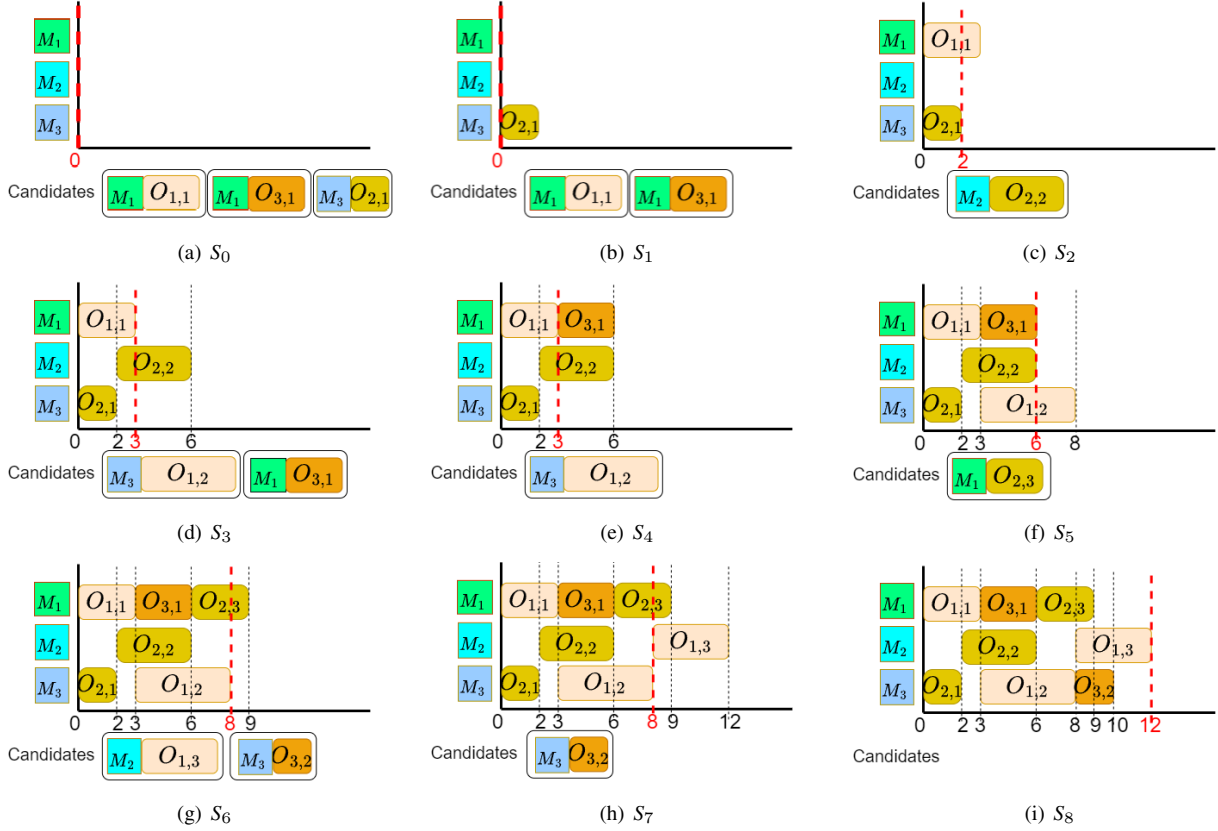 M1
M2
M3
0
Candidates M1 O1,1 M1 O3,1 M3 O2,1
(a) S0
M1
M2
M3 O2,1
0
Candidates M1 O1,1 M1 O3,1
(b) S1
M1 O1,1
M2
M3 O2,1
0 2
Candidates M2 O2,2
(c) S2
M1 O1,1
M2 O2,2
M3 O2,1
0 2 3 6
Candidates M3 O1,2 M1 O3,1
(d) S3
M1 O1,1 O3,1
M2 O2,2
M3 O2,1
0 2 3 6
Candidates M3 O1,2
(e) S4
M1 O1,1 O3,1
M2 O2,2
M3 O2,1 O1,2
0 2 3 6 8
Candidates M1 O2,3
(f) S5
M1 O1,1 O3,1 O2,3
M2 O2,2
M3 O2,1 O1,2
0 2 3 6 8 9
Candidates M2 O1,3 M3 O3,2
(g) S6
M1 O1,1 O3,1 O2,3
M2 O2,2 O1,3
M3 O2,1 O1,2
0 2 3 6 8 9 12
Candidates M3 O3,2
(h) S7
M1 O1,1 O3,1 O2,3
M2 O2,2 O1,3
M3 O2,1 O1,2 O3,2
0 2 3 6 8 9 10 12
Candidates
(i) S8